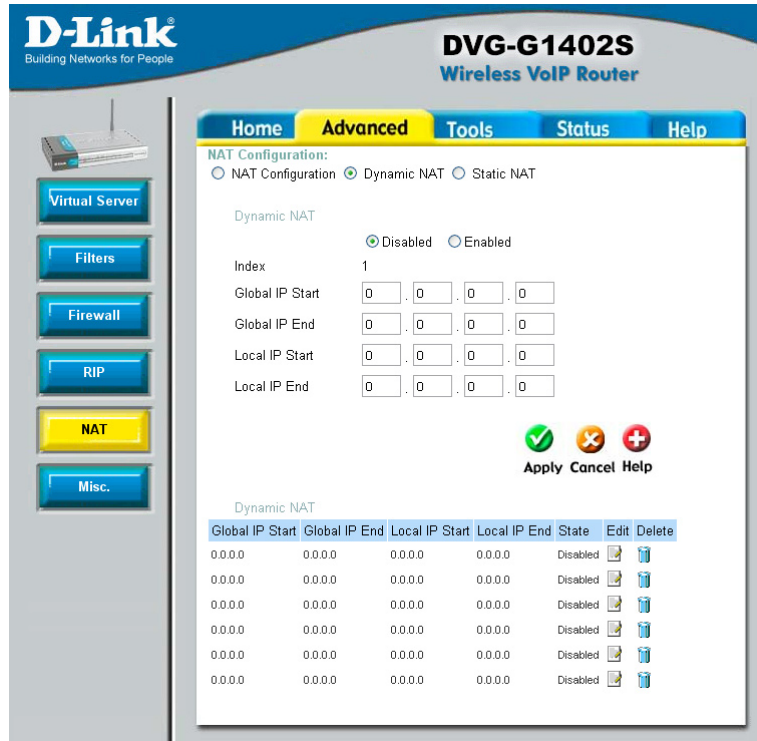 D-Link®
Building Networks for People
DVG-G1402S
Wireless VoIP Router
Home Advanced Tools Status Help
Virtual Server
Filters
Firewall
RIP
NAT
Misc.
NAT Configuration:
NAT Configuration Dynamic NAT Static NAT
Dynamic NAT
Disabled Enabled
Index 1
Global IP Start 0 . 0 . 0 . 0
Global IP End 0 . 0 . 0 . 0
Local IP Start 0 . 0 . 0 . 0
Local IP End 0 . 0 . 0 . 0
Apply Cancel Help
Dynamic NAT
Global IP Start Global IP End Local IP Start Local IP End State Edit Delete
0.0.0.0 0.0.0.0 0.0.0.0 0.0.0.0 Disabled
0.0.0.0 0.0.0.0 0.0.0.0 0.0.0.0 Disabled
0.0.0.0 0.0.0.0 0.0.0.0 0.0.0.0 Disabled
0.0.0.0 0.0.0.0 0.0.0.0 0.0.0.0 Disabled
0.0.0.0 0.0.0.0 0.0.0.0 0.0.0.0 Disabled
0.0.0.0 0.0.0.0 0.0.0.0 0.0.0.0 Disabled